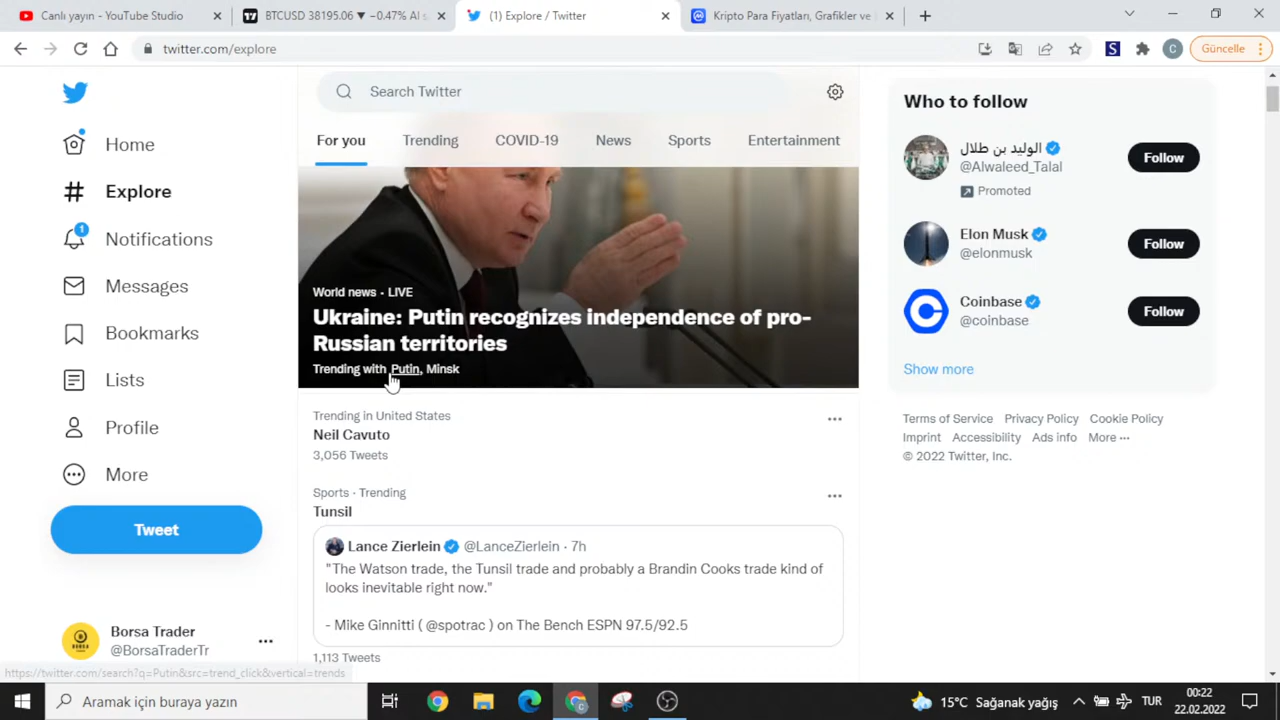 Canlı yayın - YouTube Studio
BTCUSD 38195.06 ▼ −0.47% Al
(1) Explore / Twitter
Kripto Para Fiyatları, Grafikler ve
twitter.com/explore
S
C
Güncelle
Home
Explore
1
Notifications
Messages
Bookmarks
Lists
Profile
More
Tweet
Borsa Trader
@BorsaTraderTr
Search Twitter
For you
Trending
COVID-19
News
Sports
Entertainment
World news · LIVE
Ukraine: Putin recognizes independence of pro-
Russian territories
Trending with Putin, Minsk
Trending in United States
Neil Cavuto
3,056 Tweets
Sports · Trending
Tunsil
Lance Zierlein @LanceZierlein · 7h
"The Watson trade, the Tunsil trade and probably a Brandin Cooks trade kind of
looks inevitable right now."
- Mike Ginnitti ( @spotrac ) on The Bench ESPN 97.5/92.5
1,113 Tweets
Who to follow
الوليد بن طلال
@Alwaleed_Talal
Promoted
Follow
Elon Musk
@elonmusk
Follow
Coinbase
@coinbase
Follow
Show more
Terms of Service Privacy Policy Cookie Policy
Imprint Accessibility Ads info More ···
© 2022 Twitter, Inc.
https://twitter.com/search?q=Putin&src=trend_click&vertical=trends
Aramak için buraya yazın
15°C Sağanak yağış
TUR
00:22
22.02.2022